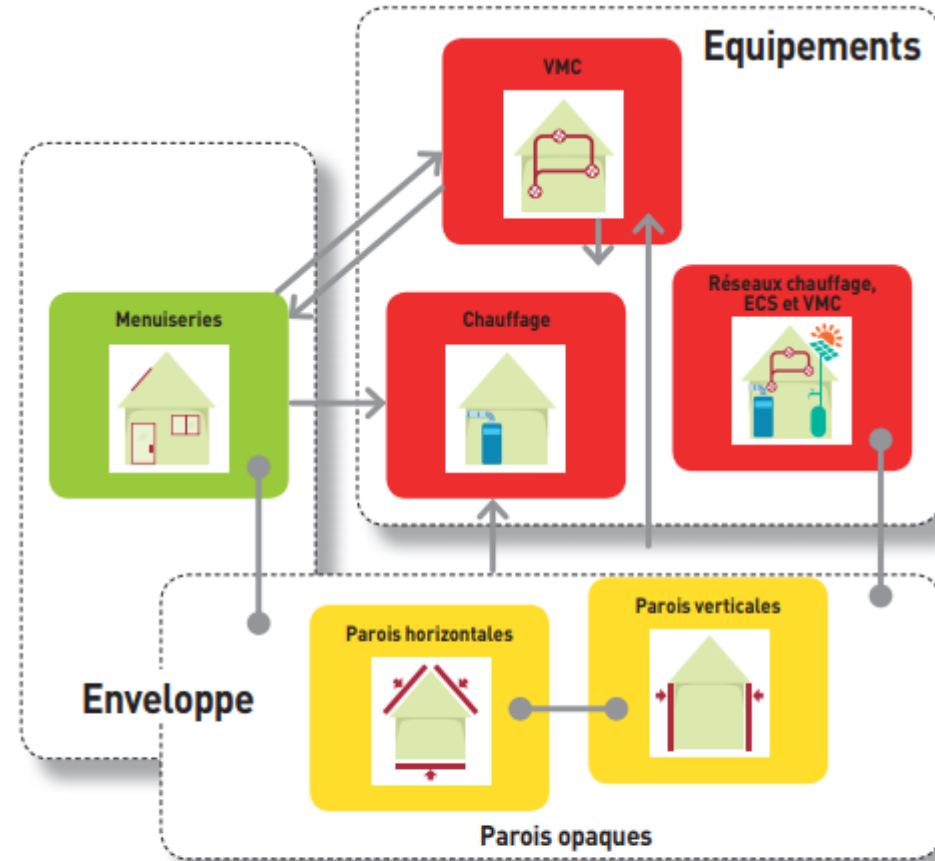 Equipements
VMC
Menuiseries
Chauffage
Réseaux chauffage,
ECS et VMC
Parois horizontales
Parois verticales
Enveloppe
Parois opaques